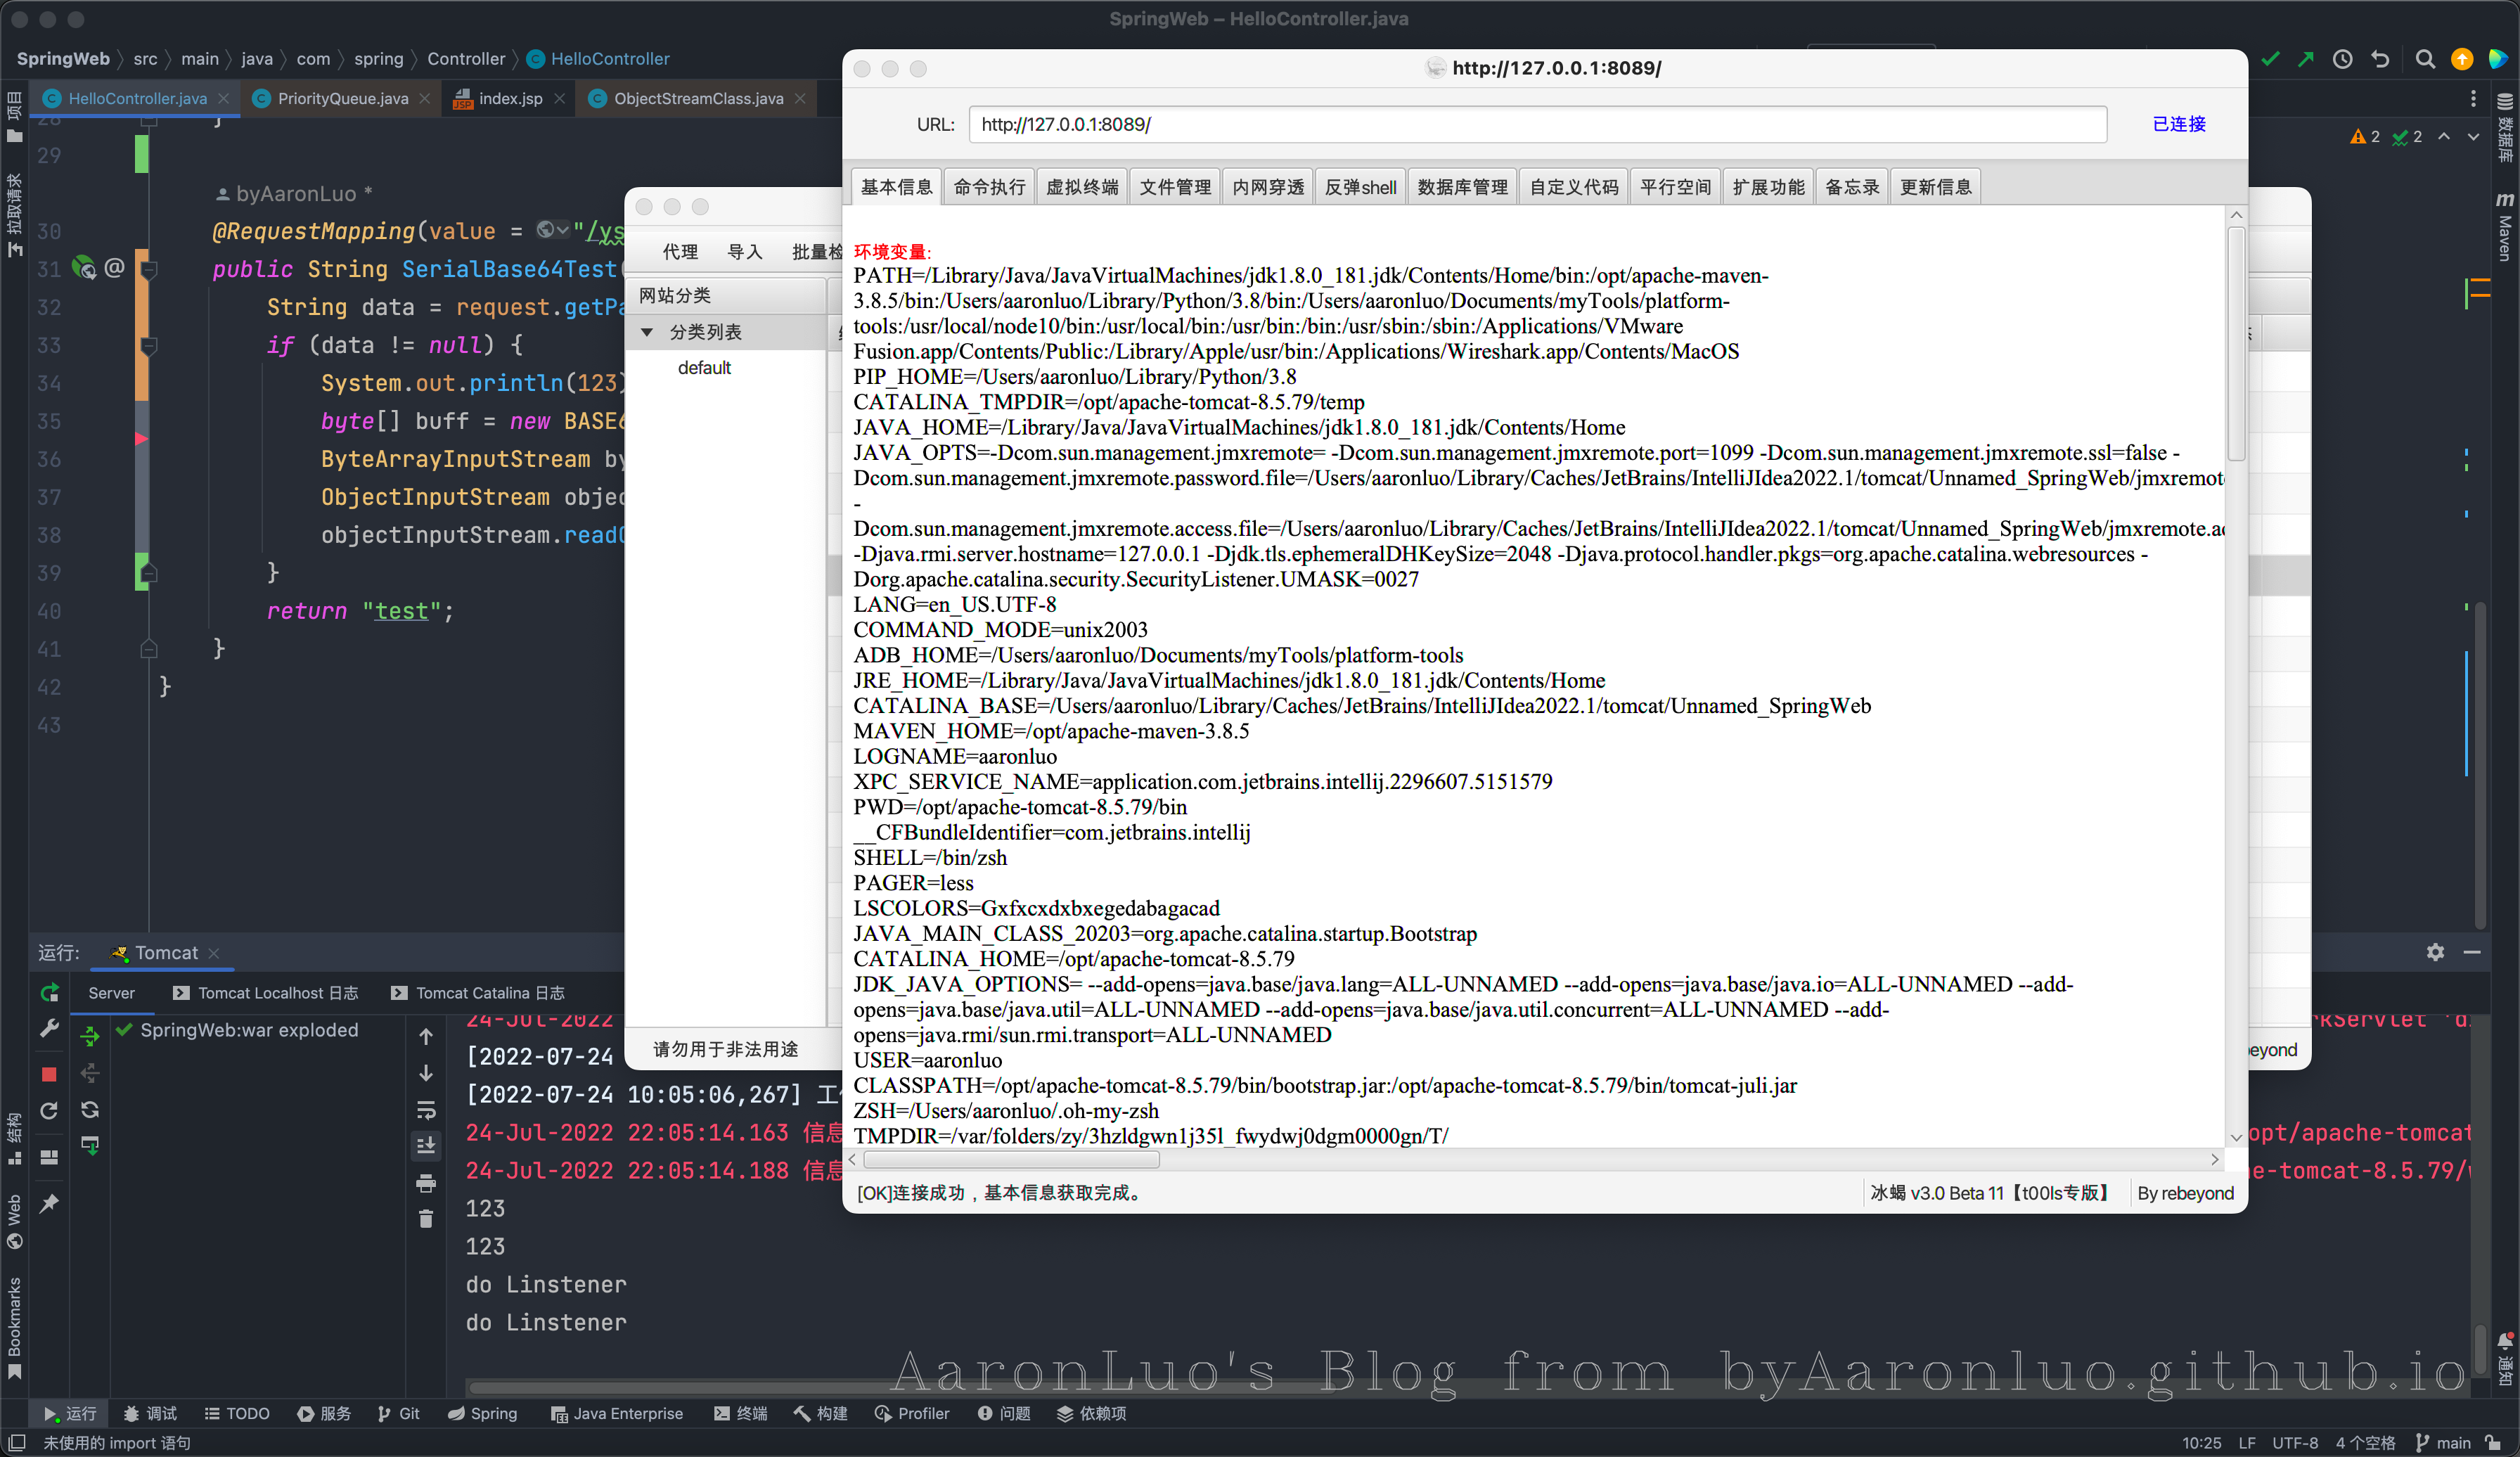 SpringWeb – HelloController.java
SpringWeb
src
main
java
com
spring
Controller
HelloController
HelloController.java
PriorityQueue.java
index.jsp
ObjectStreamClass.java
项目
拉取请求
结构
Web
Bookmarks
数据库
Maven
通知
2
2
29
byAaronLuo *
30 @RequestMapping(value = "/ys
31 public String SerialBase64Test
32 String data = request.getPa
33 if (data != null) {
34 System.out.println(123)
35 byte[] buff = new BASE6
36 ByteArrayInputStream by
37 ObjectInputStream objec
38 objectInputStream.readO
39 }
40 return "test";
41 }
42 }
43
代理 导入 批量检
网站分类
分类列表
default
请勿用于非法用途
eyond
http://127.0.0.1:8089/
URL: http://127.0.0.1:8089/ 已连接
基本信息 命令执行 虚拟终端 文件管理 内网穿透 反弹shell 数据库管理 自定义代码 平行空间 扩展功能 备忘录 更新信息
环境变量:
PATH=/Library/Java/JavaVirtualMachines/jdk1.8.0_181.jdk/Contents/Home/bin:/opt/apache-maven-
3.8.5/bin:/Users/aaronluo/Library/Python/3.8/bin:/Users/aaronluo/Documents/myTools/platform-
tools:/usr/local/node10/bin:/usr/local/bin:/usr/bin:/bin:/usr/sbin:/sbin:/Applications/VMware
Fusion.app/Contents/Public:/Library/Apple/usr/bin:/Applications/Wireshark.app/Contents/MacOS
PIP_HOME=/Users/aaronluo/Library/Python/3.8
CATALINA_TMPDIR=/opt/apache-tomcat-8.5.79/temp
JAVA_HOME=/Library/Java/JavaVirtualMachines/jdk1.8.0_181.jdk/Contents/Home
JAVA_OPTS=-Dcom.sun.management.jmxremote= -Dcom.sun.management.jmxremote.port=1099 -Dcom.sun.management.jmxremote.ssl=false -
Dcom.sun.management.jmxremote.password.file=/Users/aaronluo/Library/Caches/JetBrains/IntelliJIdea2022.1/tomcat/Unnamed_SpringWeb/jmxremot
-
Dcom.sun.management.jmxremote.access.file=/Users/aaronluo/Library/Caches/JetBrains/IntelliJIdea2022.1/tomcat/Unnamed_SpringWeb/jmxremote.ac
-Djava.rmi.server.hostname=127.0.0.1 -Djdk.tls.ephemeralDHKeySize=2048 -Djava.protocol.handler.pkgs=org.apache.catalina.webresources -
Dorg.apache.catalina.security.SecurityListener.UMASK=0027
LANG=en_US.UTF-8
COMMAND_MODE=unix2003
ADB_HOME=/Users/aaronluo/Documents/myTools/platform-tools
JRE_HOME=/Library/Java/JavaVirtualMachines/jdk1.8.0_181.jdk/Contents/Home
CATALINA_BASE=/Users/aaronluo/Library/Caches/JetBrains/IntelliJIdea2022.1/tomcat/Unnamed_SpringWeb
MAVEN_HOME=/opt/apache-maven-3.8.5
LOGNAME=aaronluo
XPC_SERVICE_NAME=application.com.jetbrains.intellij.2296607.5151579
PWD=/opt/apache-tomcat-8.5.79/bin
__CFBundleIdentifier=com.jetbrains.intellij
SHELL=/bin/zsh
PAGER=less
LSCOLORS=Gxfxcxdxbxegedabagacad
JAVA_MAIN_CLASS_20203=org.apache.catalina.startup.Bootstrap
CATALINA_HOME=/opt/apache-tomcat-8.5.79
JDK_JAVA_OPTIONS= --add-opens=java.base/java.lang=ALL-UNNAMED --add-opens=java.base/java.io=ALL-UNNAMED --add-
opens=java.base/java.util=ALL-UNNAMED --add-opens=java.base/java.util.concurrent=ALL-UNNAMED --add-
opens=java.rmi/sun.rmi.transport=ALL-UNNAMED
USER=aaronluo
CLASSPATH=/opt/apache-tomcat-8.5.79/bin/bootstrap.jar:/opt/apache-tomcat-8.5.79/bin/tomcat-juli.jar
ZSH=/Users/aaronluo/.oh-my-zsh
TMPDIR=/var/folders/zy/3hzldgwn1j35l_fwydwj0dgm0000gn/T/
[OK]连接成功，基本信息获取完成。
冰蝎 v3.0 Beta 11【t00ls专版】 By rebeyond
运行: Tomcat
Server Tomcat Localhost 日志 Tomcat Catalina 日志
SpringWeb:war exploded
24-Jul-2022
[2022-07-24
[2022-07-24 10:05:06,267] 工
24-Jul-2022 22:05:14.163 信息 opt/apache-tomcat
24-Jul-2022 22:05:14.188 信息 e-tomcat-8.5.79/
123
123
do Linstener
do Linstener
AaronLuo's Blog from byAaronluo.github.io
运行 调试 TODO 服务 Git Spring Java Enterprise 终端 构建 Profiler 问题 依赖项
未使用的 import 语句
10:25 LF UTF-8 4 个空格 main